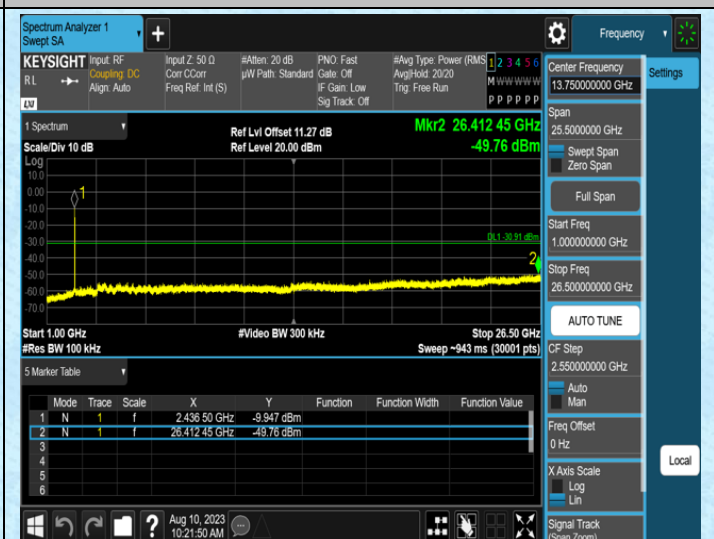 Spectrum Analyzer 1
Swept SA
+
Frequency
KEYSIGHT
RL
LXI
Input: RF
Coupling: DC
Align: Auto
Input Z: 50 Ω
Corr CCorr
Freq Ref: Int (S)
#Atten: 20 dB
µW Path: Standard
PNO: Fast
Gate: Off
IF Gain: Low
Sig Track: Off
#Avg Type: Power (RMS
Avg|Hold: 20/20
Trig: Free Run
1 2 3 4 5 6
M W W W W W
P P P P P P
1 Spectrum
Scale/Div 10 dB
Ref Lvl Offset 11.27 dB
Ref Level 20.00 dBm
Mkr2 26.412 45 GHz
-49.76 dBm
Log
10.0
0.00
-10.0
-20.0
-30.0
-40.0
-50.0
-60.0
-70.0
1
DL1 -30.91 dBm
2
Start 1.00 GHz
#Res BW 100 kHz
#Video BW 300 kHz
Stop 26.50 GHz
Sweep ~943 ms (30001 pts)
5 Marker Table
Mode Trace Scale X Y Function Function Width Function Value
1 N 1 f 2.436 50 GHz -9.947 dBm
2 N 1 f 26.412 45 GHz -49.76 dBm
3
4
5
6
?
Aug 10, 2023
10:21:50 AM
Center Frequency
13.750000000 GHz
Settings
Span
25.5000000 GHz
Swept Span
Zero Span
Full Span
Start Freq
1.000000000 GHz
Stop Freq
26.500000000 GHz
AUTO TUNE
CF Step
2.550000000 GHz
Auto
Man
Freq Offset
0 Hz
Local
X Axis Scale
Log
Lin
Signal Track
(Span Zoom)